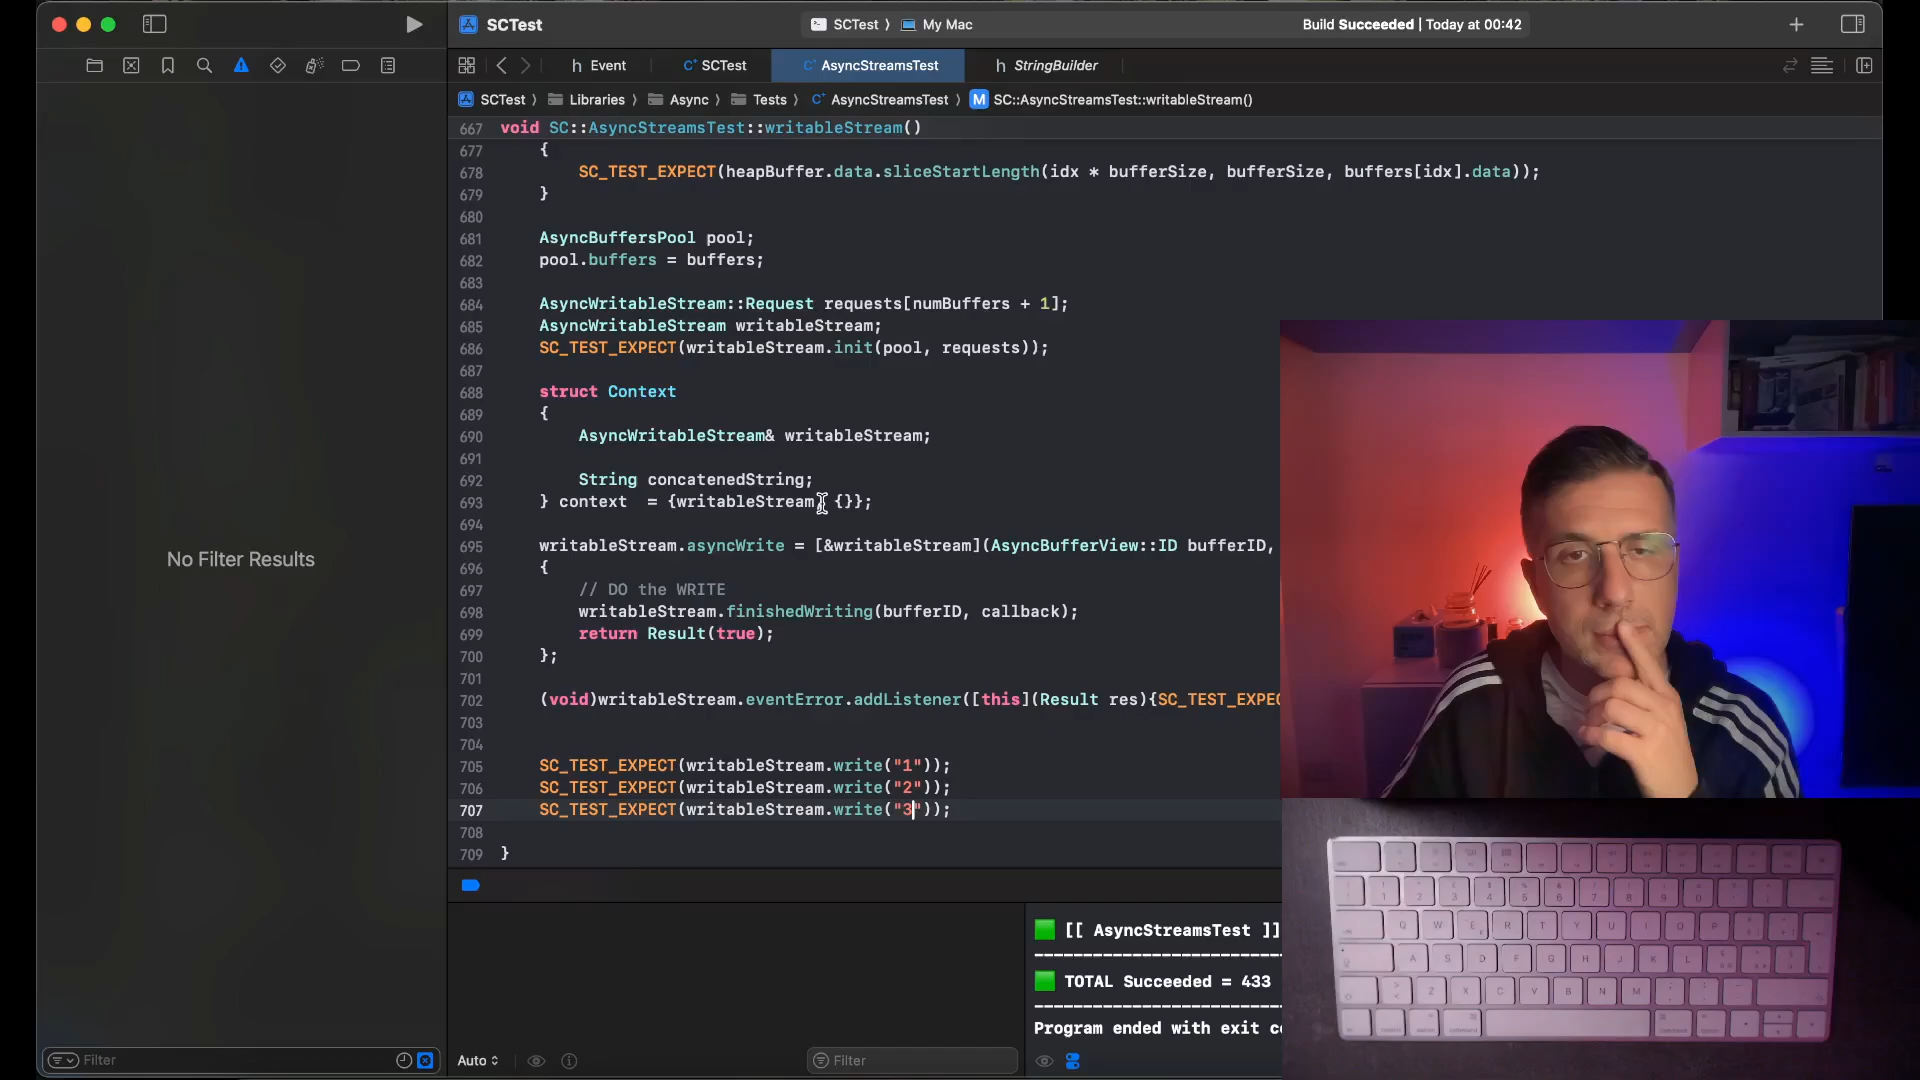 SCTest
SCTest ⟩ My Mac
Build Succeeded | Today at 00:42
Event
SCTest
AsyncStreamsTest
StringBuilder
SCTest ⟩ Libraries ⟩ Async ⟩ Tests ⟩ AsyncStreamsTest ⟩ M SC::AsyncStreamsTest::writableStream()
667 void SC::AsyncStreamsTest::writableStream()
677 {
678 SC_TEST_EXPECT(heapBuffer.data.sliceStartLength(idx * bufferSize, bufferSize, buffers[idx].data));
679 }
680
681 AsyncBuffersPool pool;
682 pool.buffers = buffers;
683
684 AsyncWritableStream::Request requests[numBuffers + 1];
685 AsyncWritableStream writableStream;
686 SC_TEST_EXPECT(writableStream.init(pool, requests));
687
688 struct Context
689 {
690 AsyncWritableStream& writableStream;
691
692 String concatenedString;
693 } context = {writableStream, {}};
694
695 writableStream.asyncWrite = [&writableStream](AsyncBufferView::ID bufferID,
696 {
697 // DO the WRITE
698 writableStream.finishedWriting(bufferID, callback);
699 return Result(true);
700 };
701
702 (void)writableStream.eventError.addListener([this](Result res){SC_TEST_EXPEC
703
704
705 SC_TEST_EXPECT(writableStream.write("1"));
706 SC_TEST_EXPECT(writableStream.write("2"));
707 SC_TEST_EXPECT(writableStream.write("3"));
708
709 }
No Filter Results
[[ AsyncStreamsTest ]]
TOTAL Succeeded = 433
Program ended with exit co
Filter
Auto
Filter